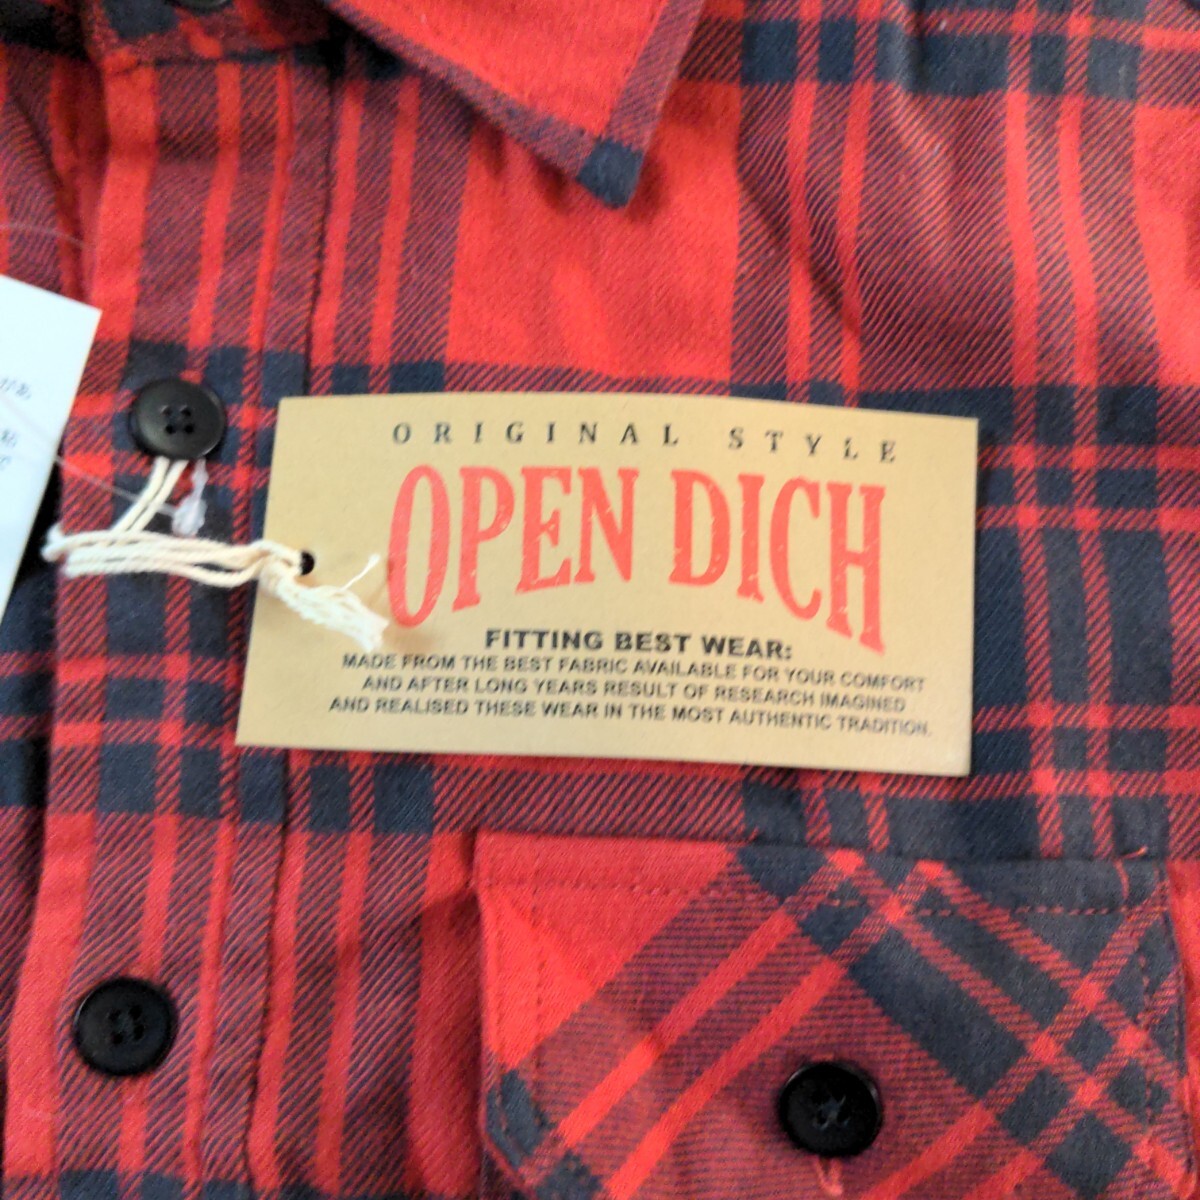 ORIGINAL STYLE
OPEN DICH
FITTING BEST WEAR:
MADE FROM THE BEST FABRIC AVAILABLE FOR YOUR COMFORT
AND AFTER LONG YEARS RESULT OF RESEARCH IMAGINED
AND REALISED THESE WEAR IN THE MOST AUTHENTIC TRADITION.